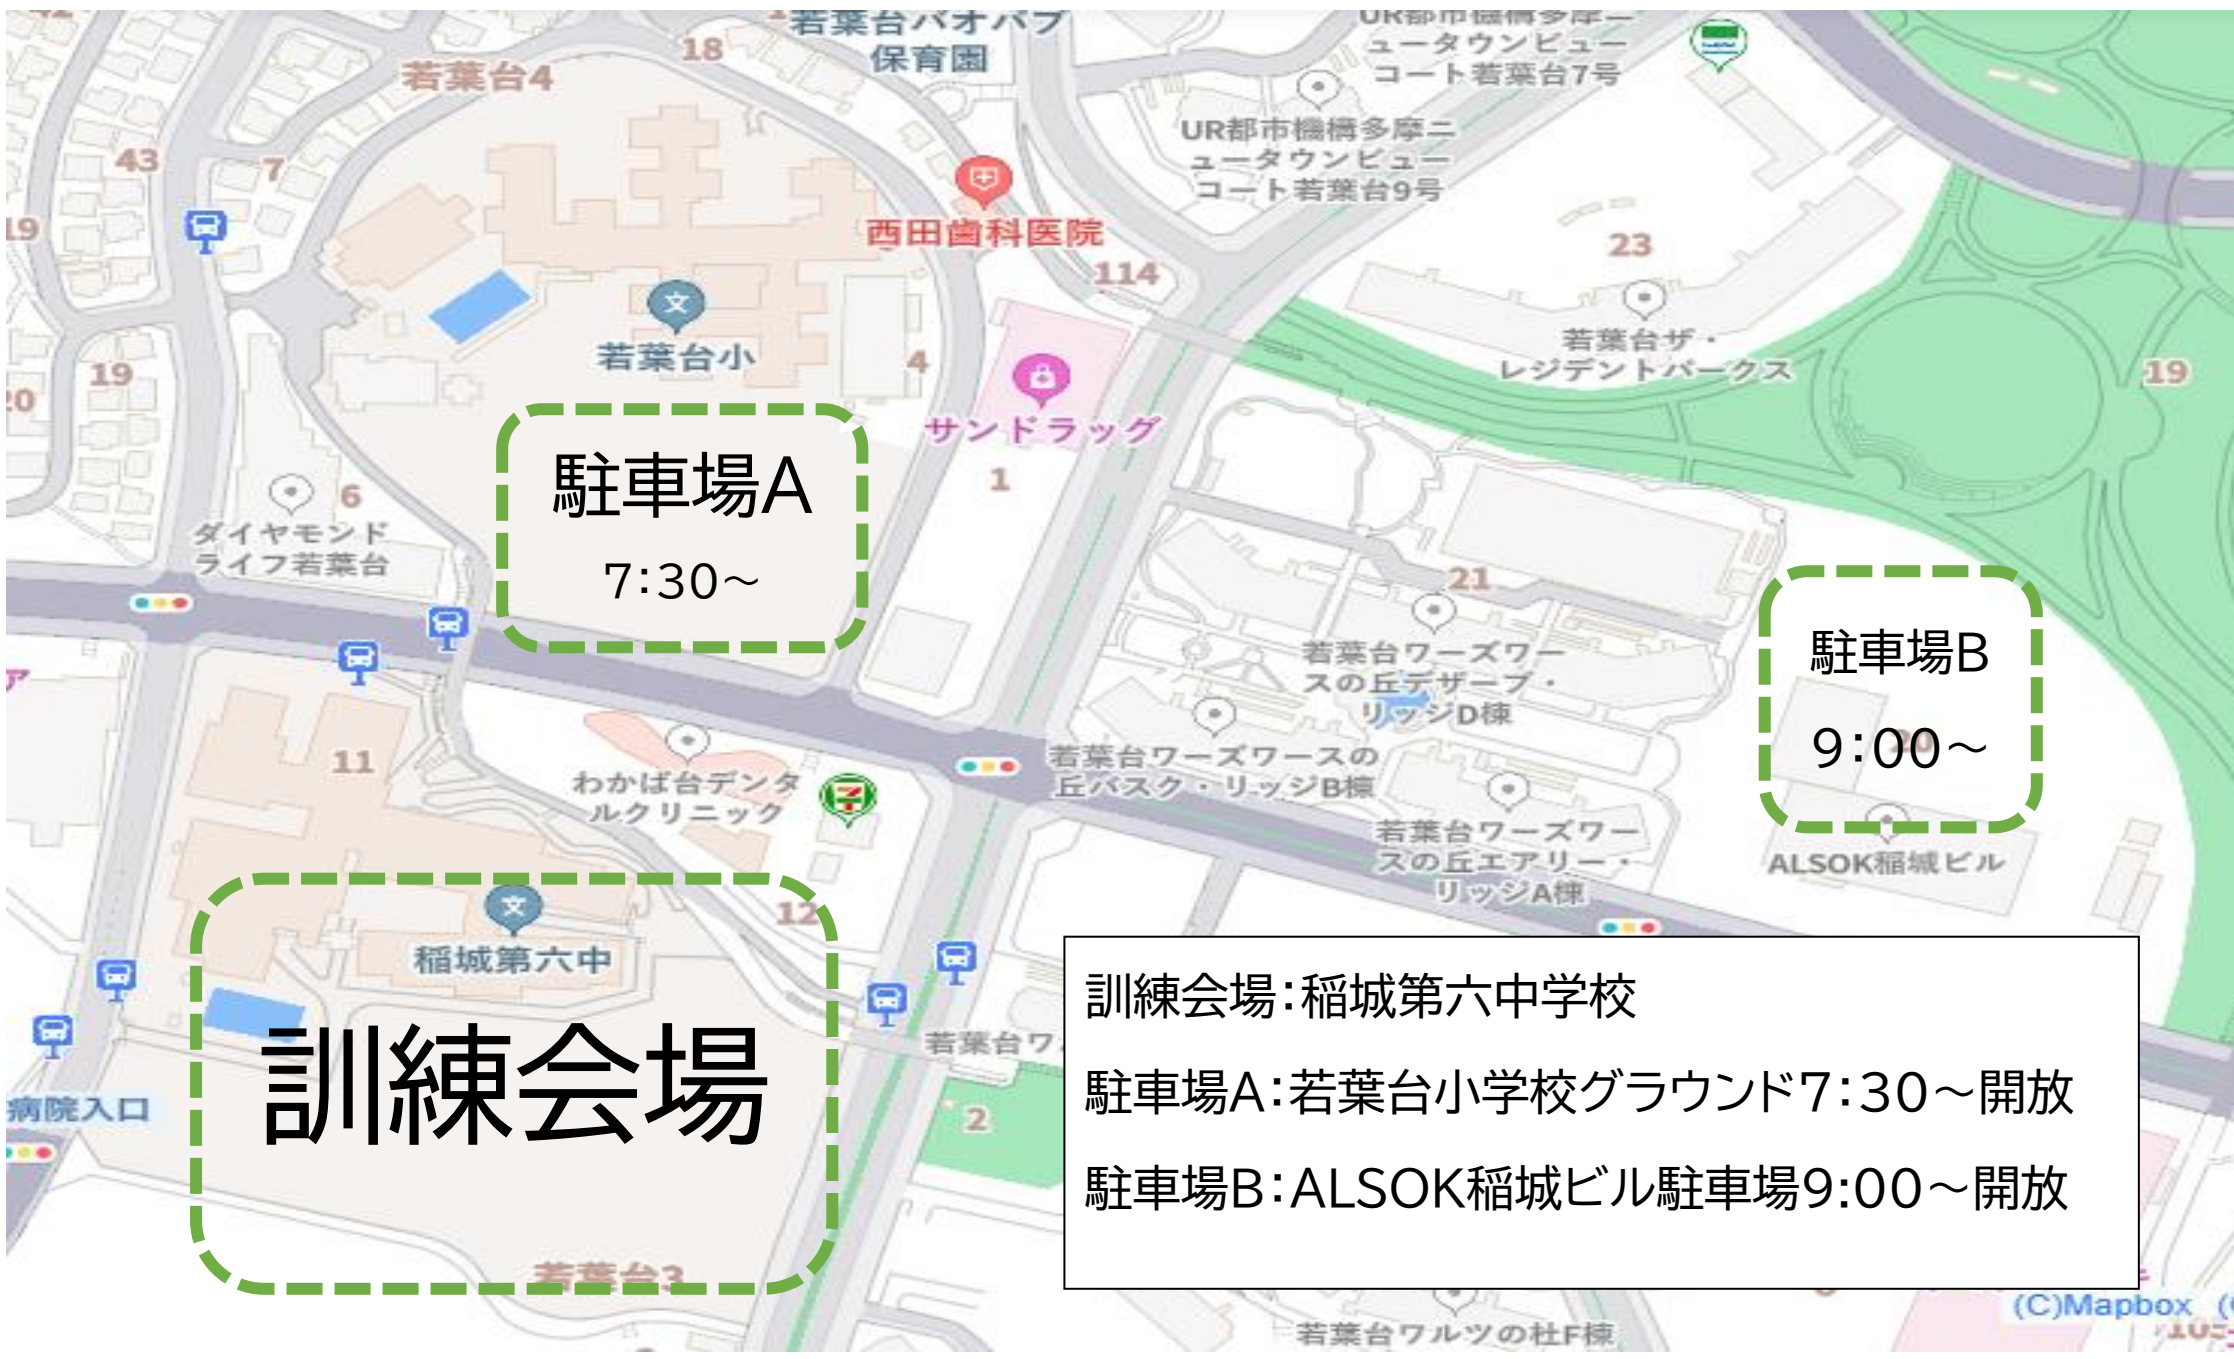 若葉台バオバブ
保育園
18
若葉台4
UR都市機構多摩ニ
ュータウンビュー
コート若葉台7号
UR都市機構多摩ニ
ュータウンビュー
コート若葉台9号
43
7
19
西田歯科医院
114
23
若葉台小
4
若葉台ザ・
レジデントパークス
19
19
20
サンドラッグ
1
駐車場A
7:30～
6
ダイヤモンド
ライフ若葉台
21
若葉台ワーズワー
スの丘デザーブ・
リッジD棟
駐車場B
9:00～
20
ア
11
わかば台デンタ
ルクリニック
若葉台ワーズワースの
丘バスク・リッジB棟
若葉台ワーズワー
スの丘エアリー・
リッジA棟
ALSOK稲城ビル
12
稲城第六中
訓練会場
若葉台ワ
2
病院入口
若葉台3
訓練会場:稲城第六中学校
駐車場A:若葉台小学校グラウンド7:30～開放
駐車場B:ALSOK稲城ビル駐車場9:00～開放
若葉台ワルツの杜F棟
(C)Mapbox